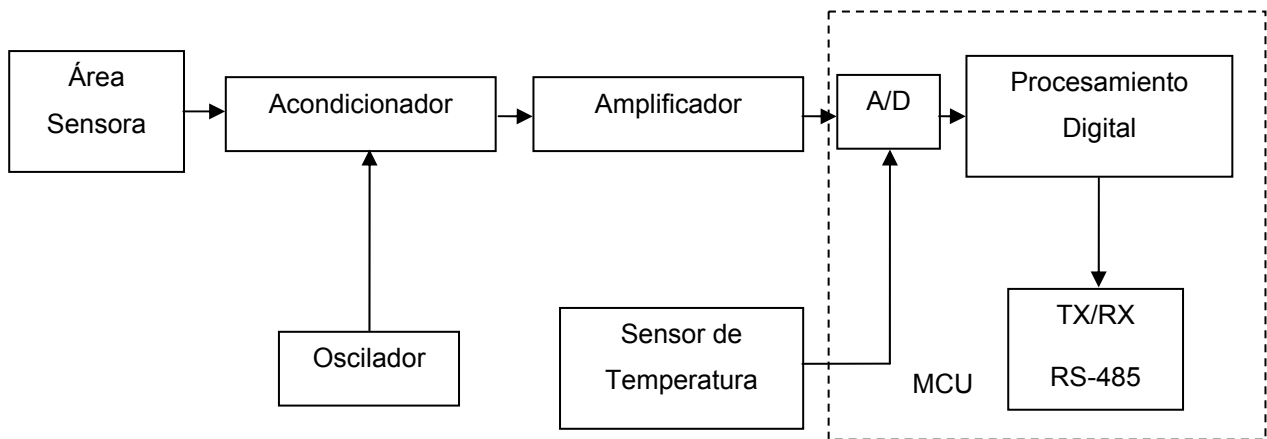 Área
Sensora
Acondicionador
Amplificador
A/D
Procesamiento
Digital
Oscilador
Sensor de
Temperatura
MCU
TX/RX
RS-485